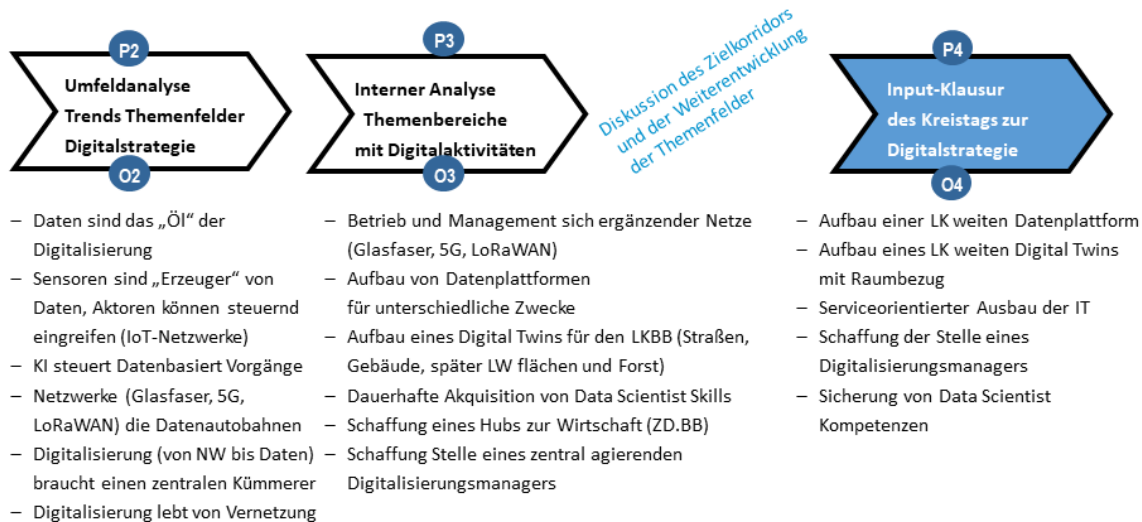 P2
Umfeldanalyse
Trends Themenfelder
Digitalstrategie
O2
– Daten sind das „Öl“ der
Digitalisierung
– Sensoren sind „Erzeuger“ von
Daten, Aktoren können steuernd
eingreifen (IoT-Netzwerke)
– KI steuert Datenbasiert Vorgänge
– Netzwerke (Glasfaser, 5G,
LoRaWAN) die Datenautobahnen
– Digitalisierung (von NW bis Daten)
braucht einen zentralen Kümmerer
– Digitalisierung lebt von Vernetzung
P3
Interner Analyse
Themenbereiche
mit Digitalaktivitäten
O3
– Betrieb und Management sich ergänzender Netze
(Glasfaser, 5G, LoRaWAN)
– Aufbau von Datenplattformen
für unterschiedliche Zwecke
– Aufbau eines Digital Twins für den LKBB (Straßen,
Gebäude, später LW flächen und Forst)
– Dauerhafte Akquisition von Data Scientist Skills
– Schaffung eines Hubs zur Wirtschaft (ZD.BB)
– Schaffung Stelle eines zentral agierenden
Digitalisierungsmanagers
Diskussion des Zielkorridors
und der Weiterentwicklung
der Themenfelder
P4
Input-Klausur
des Kreistags zur
Digitalstrategie
O4
– Aufbau einer LK weiten Datenplattform
– Aufbau eines LK weiten Digital Twins
mit Raumbezug
– Serviceorientierter Ausbau der IT
– Schaffung der Stelle eines
Digitalisierungsmanagers
– Sicherung von Data Scientist
Kompetenzen